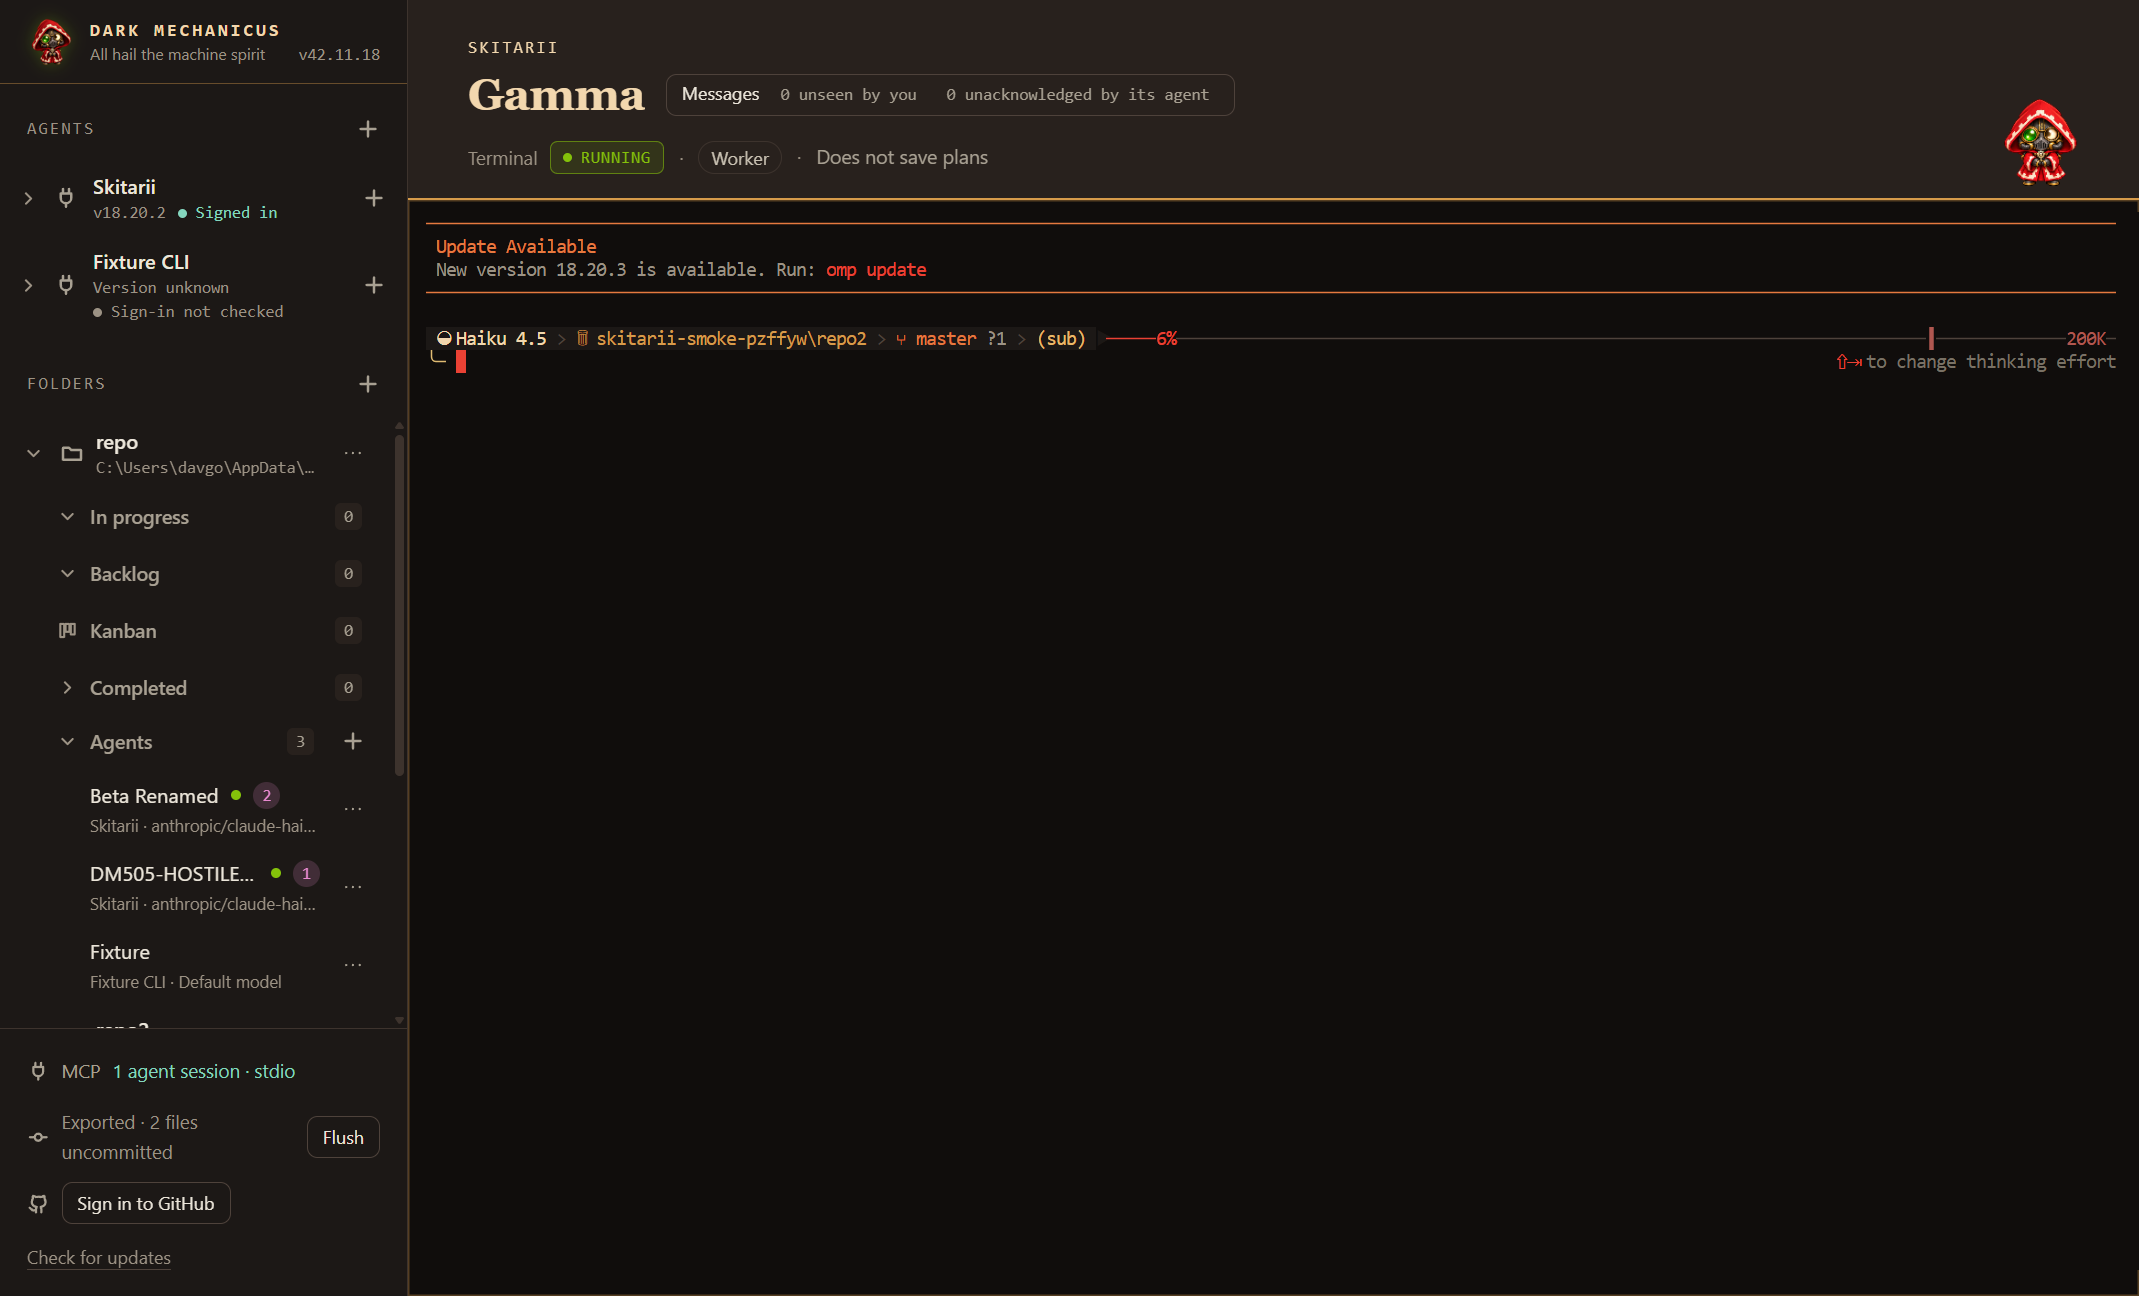 DARK MECHANICUS
All hail the machine spirit v42.11.18
AGENTS
Skitarii
v18.20.2 Signed in
Fixture CLI
Version unknown
Sign-in not checked
FOLDERS
repo
C:\Users\davgo\AppData\…
In progress 0
Backlog 0
Kanban 0
Completed 0
Agents 3
Beta Renamed 2
Skitarii · anthropic/claude-hai…
DM505-HOSTILE… 1
Skitarii · anthropic/claude-hai…
Fixture
Fixture CLI · Default model
repo2
MCP 1 agent session · stdio
Exported · 2 files
uncommitted
Flush
Sign in to GitHub
Check for updates
SKITARII
Gamma
Messages 0 unseen by you 0 unacknowledged by its agent
Terminal RUNNING · Worker · Does not save plans
Update Available
New version 18.20.3 is available. Run: omp update
Haiku 4.5 > skitarii-smoke-pzffyw\repo2 > master ?1 > (sub) 6% 200K
to change thinking effort